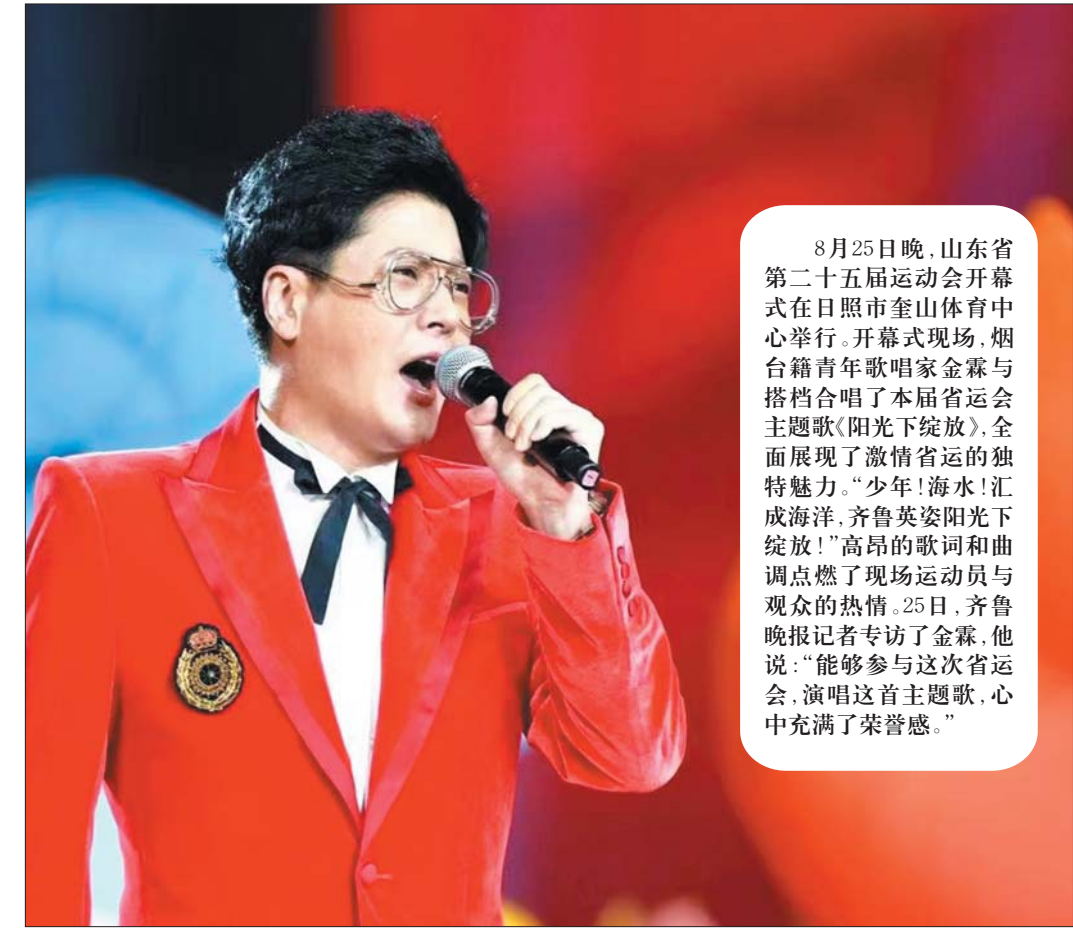 8月25日晚，山东省
第二十五届运动会开幕
式在日照市奎山体育中
心举行。开幕式现场，烟
台籍青年歌唱家金霖与
搭档合唱了本届省运会
主题歌《阳光下绽放》，全
面展现了激情省运的独
特魅力。“少年！海水！汇
成海洋，齐鲁英姿阳光下
绽放！”高昂的歌词和曲
调点燃了现场运动员与
观众的热情。25日，齐鲁
晚报记者专访了金霖，他
说：“能够参与这次省运
会，演唱这首主题歌，心
中充满了荣誉感。”